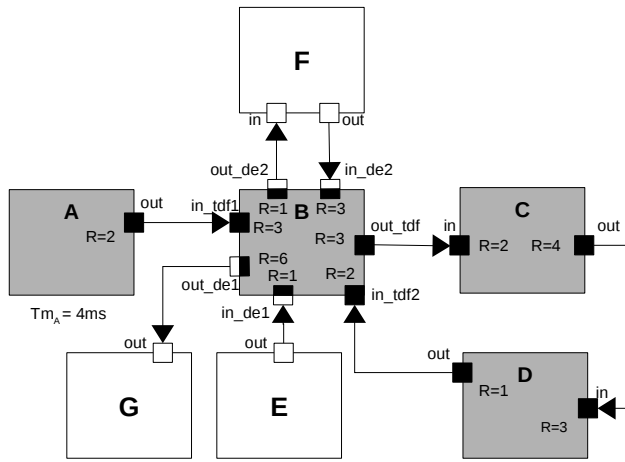 F
in
out
out_de2
in_de2
A
out
R=2
in_tdf1
R=1
B
R=3
R=3
R=3
out_tdf
in
C
R=2
R=4
out
R=6
R=1
R=2
out_de1
in_de1
in_tdf2
TmA = 4ms
out
G
out
E
out
D
R=1
in
R=3